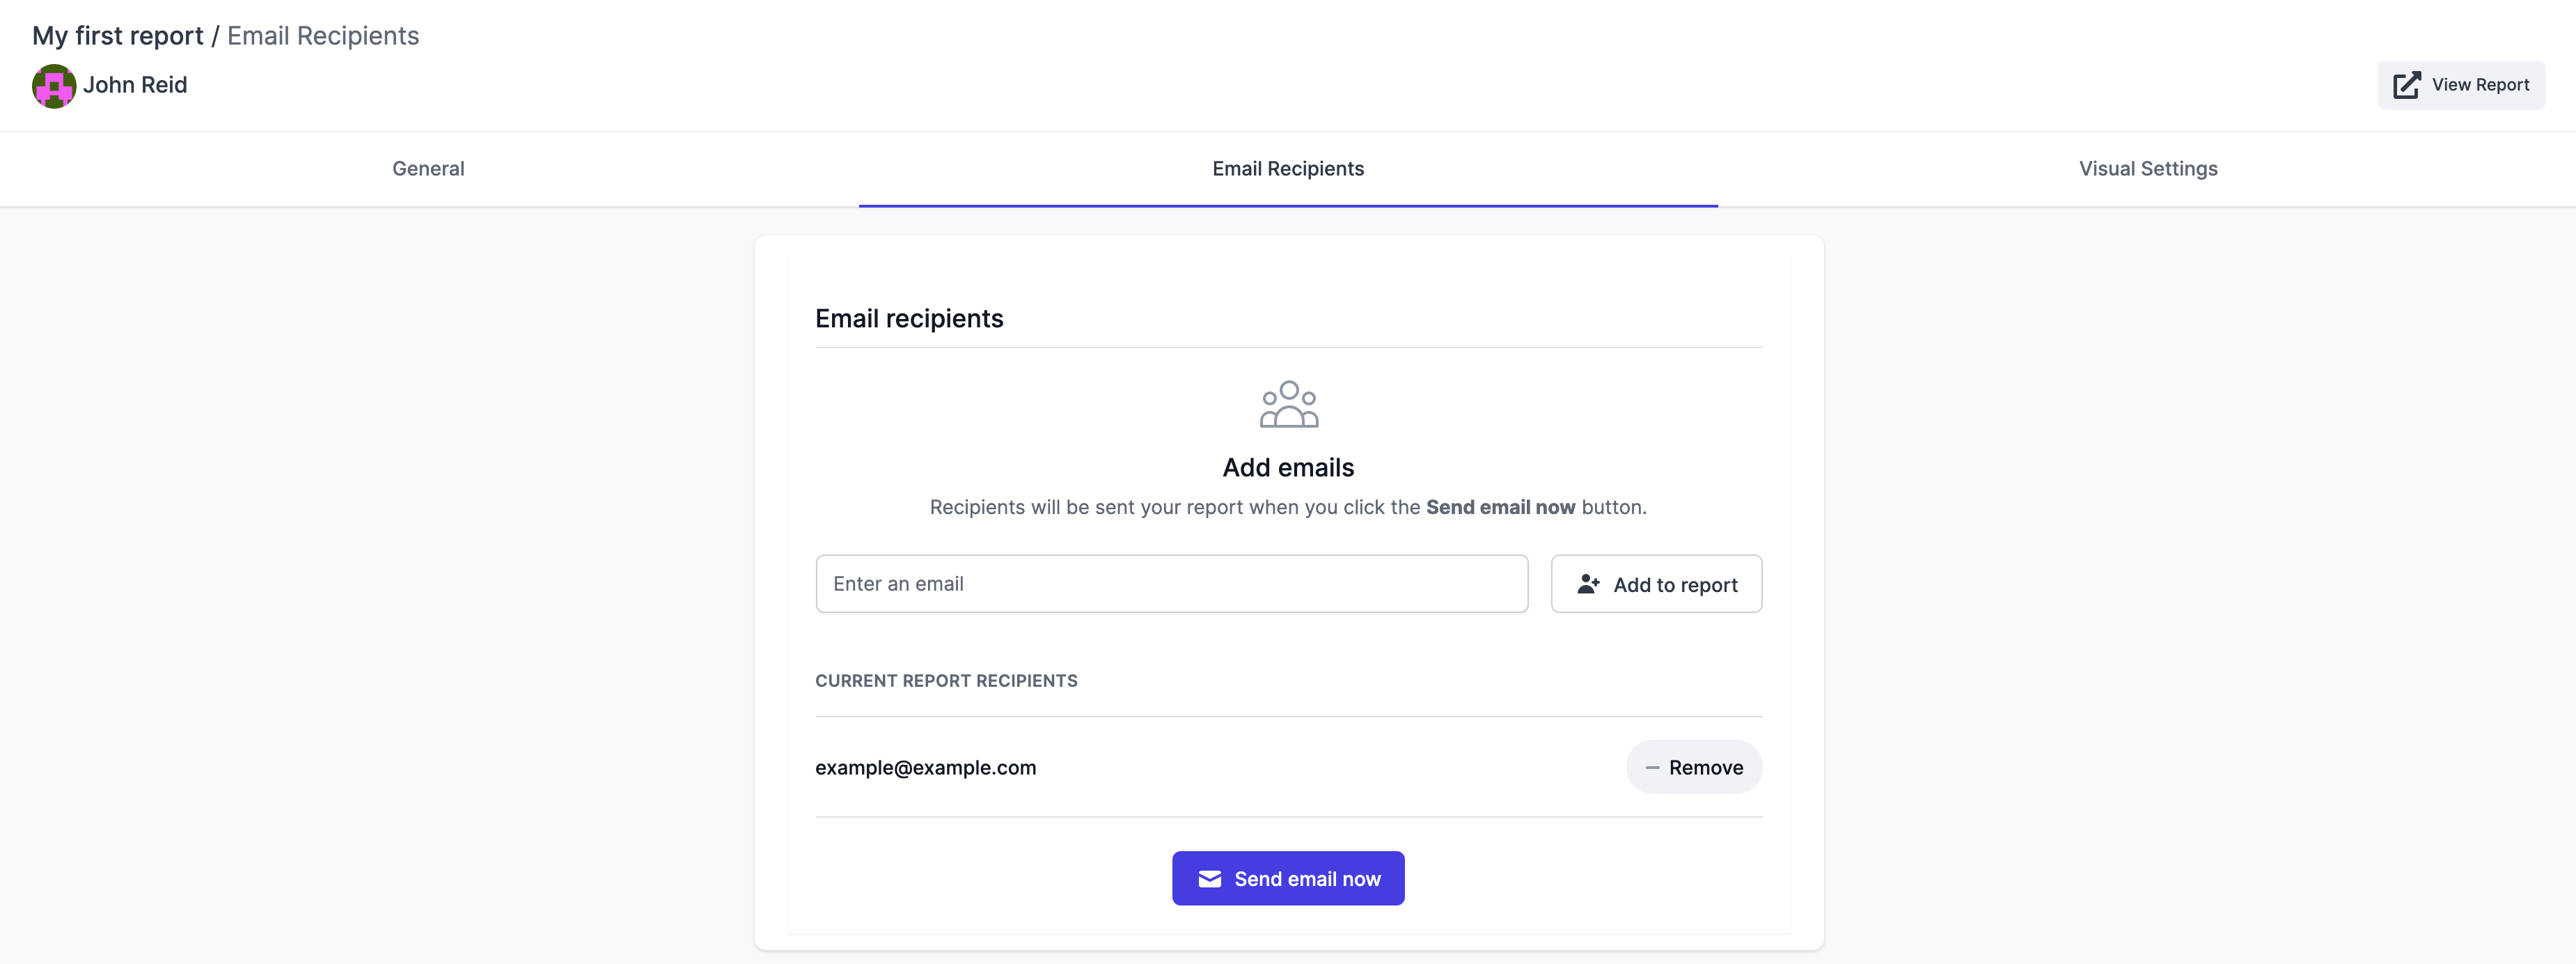 My first report / Email Recipients
John Reid
View Report
General
Email Recipients
Visual Settings
Email recipients
Add emails
Recipients will be sent your report when you click the Send email now button.
Enter an email
Add to report
CURRENT REPORT RECIPIENTS
example@example.com
Remove
Send email now